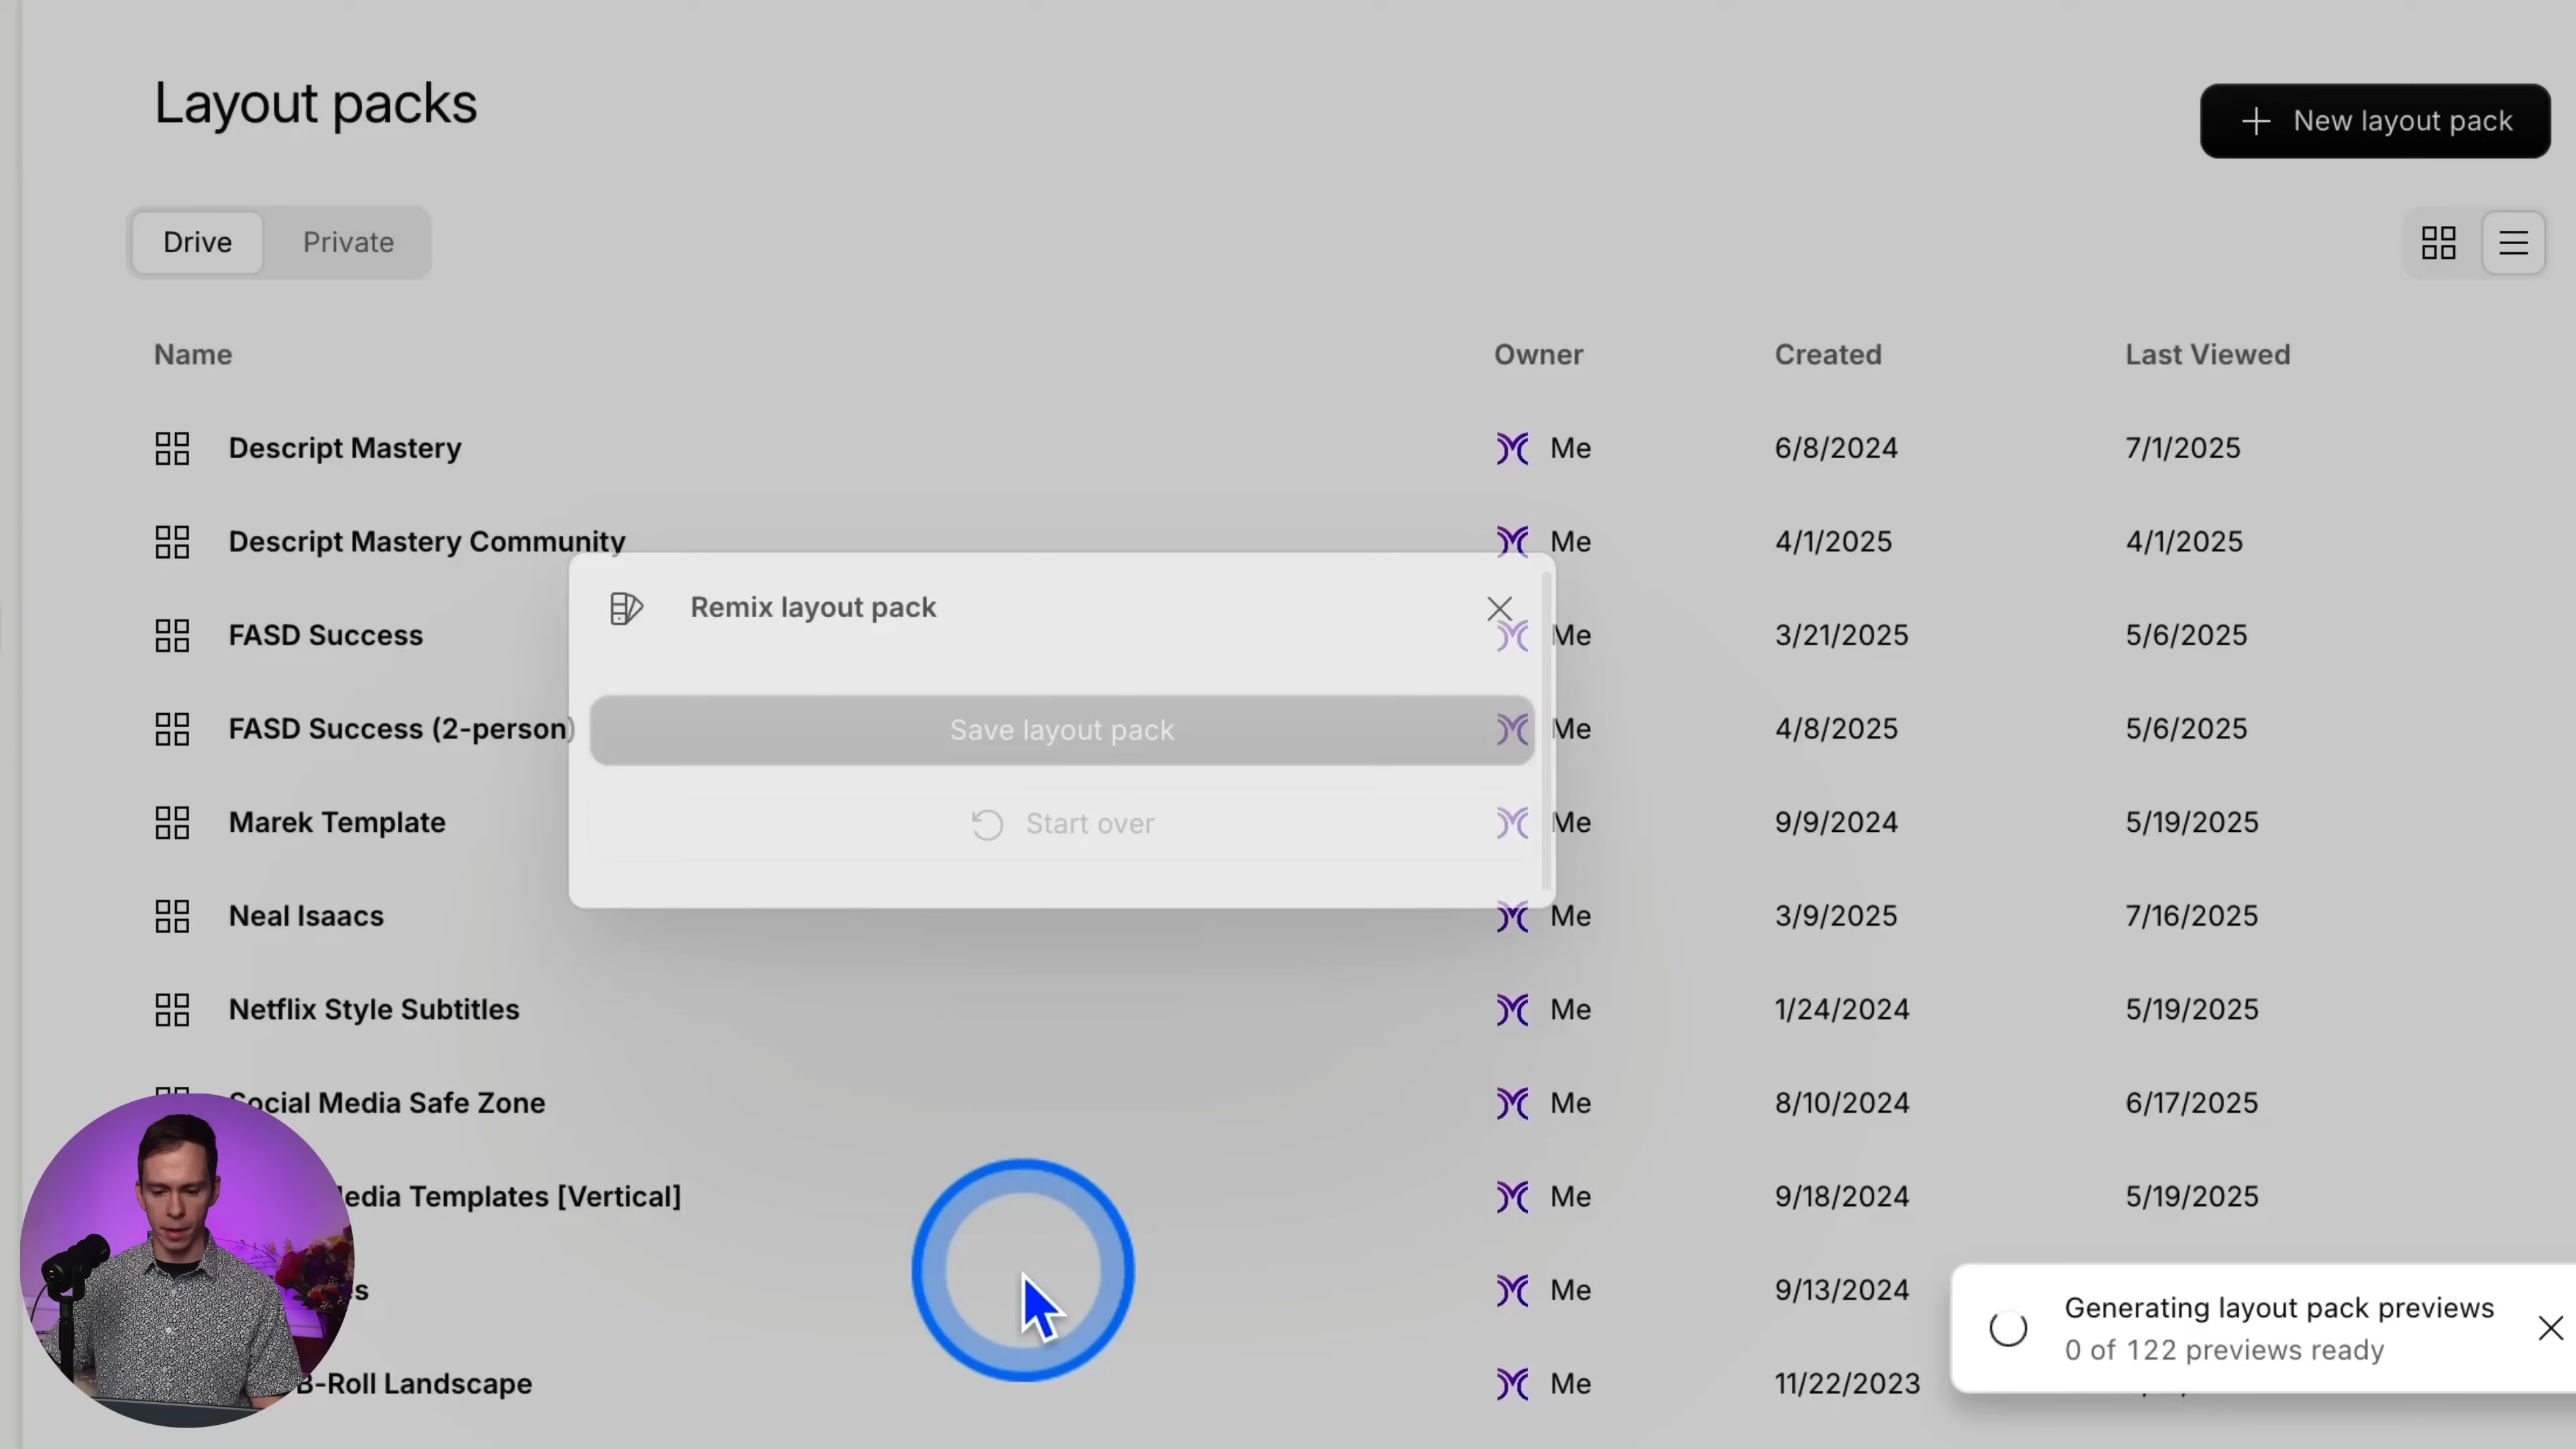 Layout packs
New layout pack
Drive
Private
Name
Owner
Created
Last Viewed
Descript Mastery
Me
6/8/2024
7/1/2025
Descript Mastery Community
Me
4/1/2025
4/1/2025
Remix layout pack
FASD Success
Me
3/21/2025
5/6/2025
FASD Success (2-person)
Save layout pack
Me
4/8/2025
5/6/2025
Marek Template
Start over
Me
9/9/2024
5/19/2025
Neal Isaacs
Me
3/9/2025
7/16/2025
Netflix Style Subtitles
Me
1/24/2024
5/19/2025
Social Media Safe Zone
Me
8/10/2024
6/17/2025
Media Templates [Vertical]
Me
9/18/2024
5/19/2025
Me
9/13/2024
Generating layout pack previews
0 of 122 previews ready
B-Roll Landscape
Me
11/22/2023